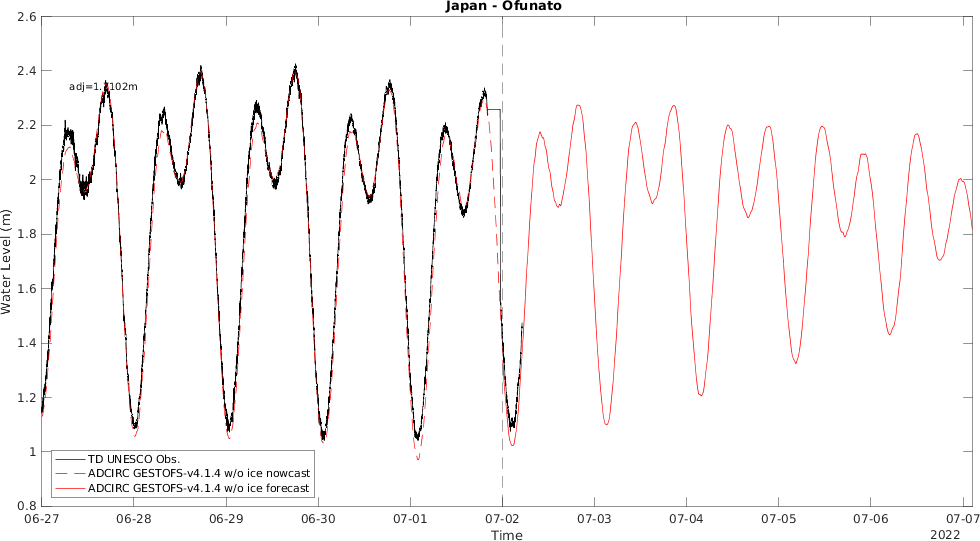 Japan - Ofunato
2.6
2.4
2.2
2
1.8
1.6
1.4
1.2
1
0.8
Water Level (m)
TD UNESCO Obs.
ADCIRC GESTOFS-v4.1.4 w/o ice nowcast
ADCIRC GESTOFS-v4.1.4 w/o ice forecast
06-27 06-28 06-29 06-30 07-01 07-02 07-03 07-04 07-05 07-06 07-07
Time
2022